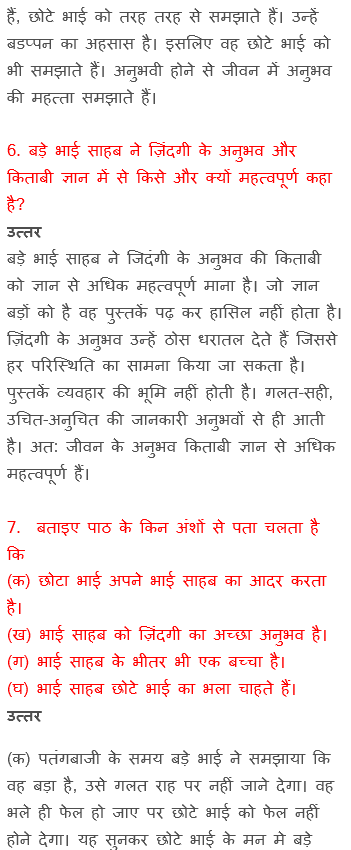 हैं, छोटे भाई को तरह तरह से समझाते हैं। उन्हें
बडप्पन का अहसास है। इसलिए वह छोटे भाई को
भी समझाते हैं। अनुभवी होने से जीवन में अनुभव
की महत्ता समझाते हैं।
6. बड़े भाई साहब ने ज़िंदगी के अनुभव और
किताबी ज्ञान में से किसे और क्यों महत्वपूर्ण कहा
है?
उत्तर
बड़े भाई साहब ने जिदंगी के अनुभव की किताबी
को ज्ञान से अधिक महत्वपूर्ण माना है। जो ज्ञान
बड़ों को है वह पुस्तकें पढ़ कर हासिल नहीं होता है।
ज़िंदगी के अनुभव उन्हें ठोस धरातल देते हैं जिससे
हर परिस्थिति का सामना किया जा सकता है।
पुस्तकें व्यवहार की भूमि नहीं होती है। गलत-सही,
उचित-अनुचित की जानकारी अनुभवों से ही आती
है। अत: जीवन के अनुभव किताबी ज्ञान से अधिक
महत्वपूर्ण हैं।
7. बताइए पाठ के किन अंशों से पता चलता है
कि
(क) छोटा भाई अपने भाई साहब का आदर करता
है।
(ख) भाई साहब को ज़िंदगी का अच्छा अनुभव है।
(ग) भाई साहब के भीतर भी एक बच्चा है।
(घ) भाई साहब छोटे भाई का भला चाहते हैं।
उत्तर
(क) पतंगबाजी के समय बड़े भाई ने समझाया कि
वह बड़ा है, उसे गलत राह पर नहीं जाने देगा। वह
भले ही फेल हो जाए पर छोटे भाई को फेल नहीं
होने देगा। यह सुनकर छोटे भाई के मन मे बड़े